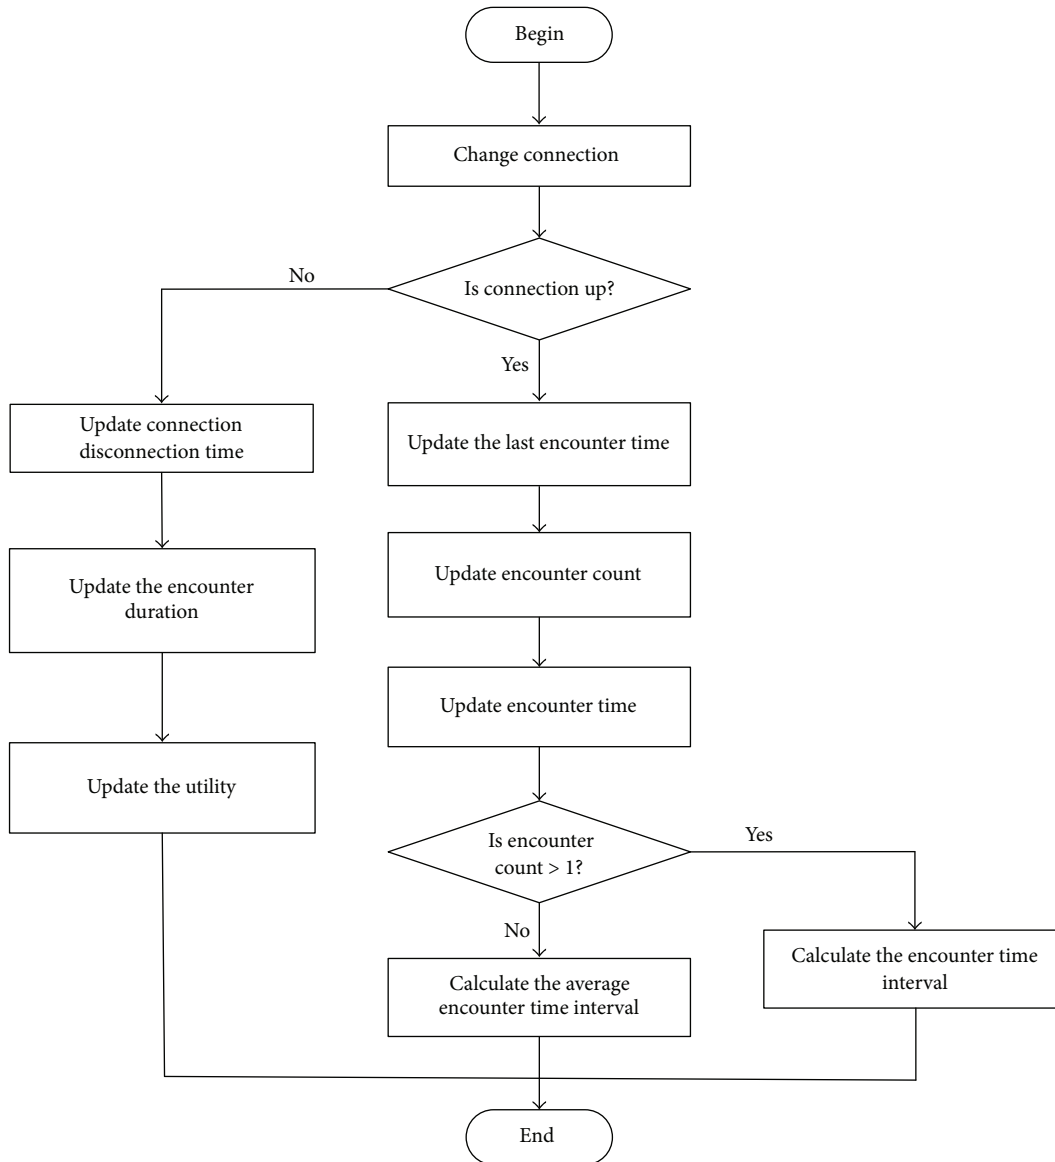 Begin
Change connection
Is connection up?
No
Yes
Update connection
disconnection time
Update the last encounter time
Update the encounter
duration
Update encounter count
Update encounter time
Update the utility
Is encounter
count > 1?
Yes
No
Calculate the average
encounter time interval
Calculate the encounter time
interval
End